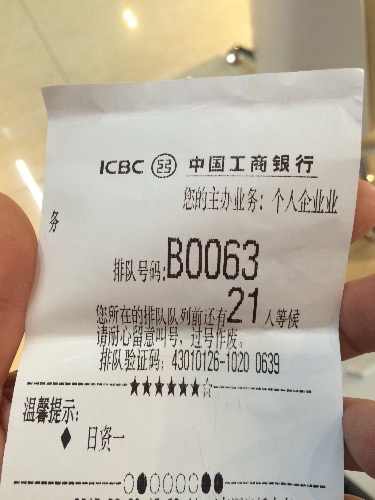 ICBC 中国工商银行
您的主办业务: 个人企业业
务
排队号码:B0063
您所在的排队队列前还有21人等候
请耐心留意叫号, 过号作废。
排队验证码: 43010126-1020 0639
★★★★★★☆
温馨提示:
♦ 日资一
○●○○○○●●